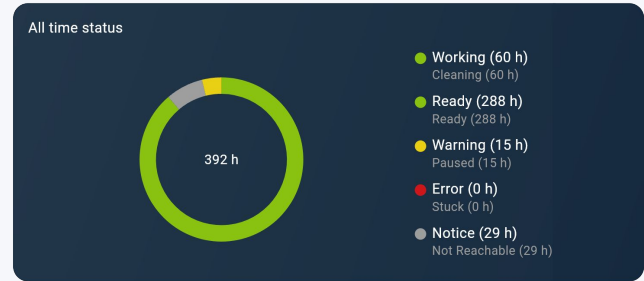 All time status
392 h
Working (60 h)
Cleaning (60 h)
Ready (288 h)
Ready (288 h)
Warning (15 h)
Paused (15 h)
Error (0 h)
Stuck (0 h)
Notice (29 h)
Not Reachable (29 h)